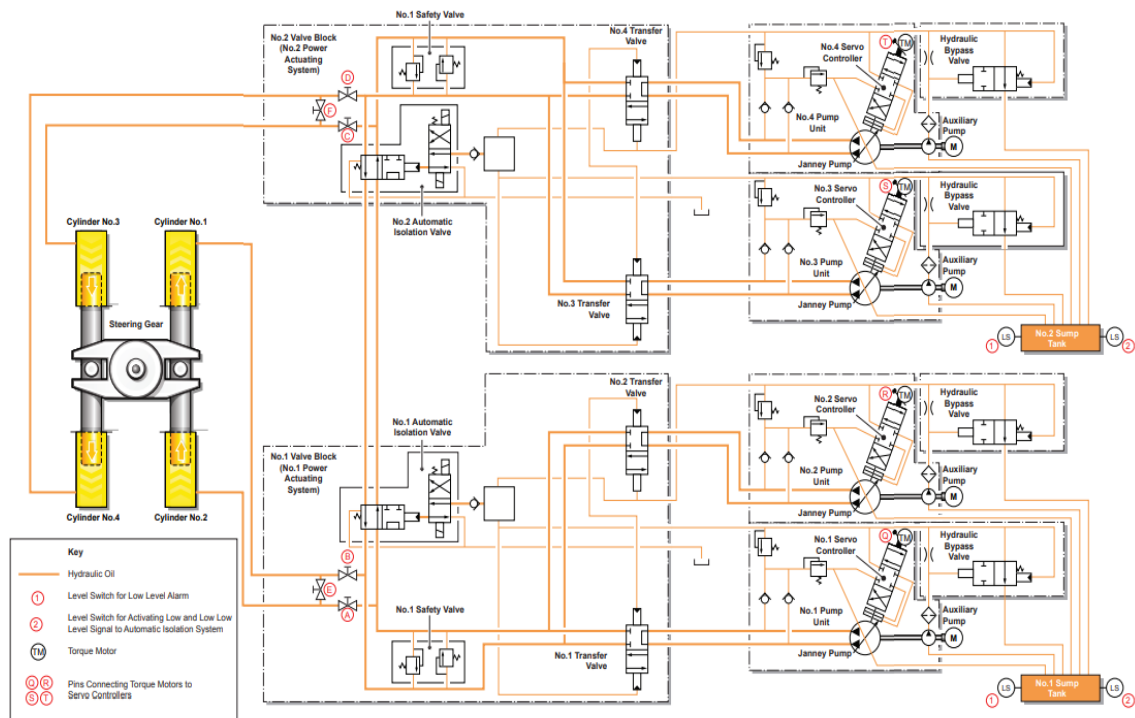 No.1 Safety Valve
No.2 Valve Block
(No.2 Power
Actuating
System)
D
F
C
No.2 Automatic
Isolation Valve
No.4 Transfer
Valve
No.3 Transfer
Valve
T
TM
No.4 Servo
Controller
No.4 Pump
Unit
Janney Pump
Hydraulic
Bypass
Valve
Auxiliary
Pump
M
S
TM
No.3 Servo
Controller
No.3 Pump
Unit
Janney Pump
Hydraulic
Bypass
Valve
Auxiliary
Pump
M
1
LS
No.2 Sump
Tank
LS
2
Cylinder No.3
Cylinder No.1
Steering Gear
Cylinder No.4
Cylinder No.2
No.1 Automatic
Isolation Valve
No.1 Valve Block
(No.1 Power
Actuating
System)
B
E
A
No.1 Safety Valve
No.2 Transfer
Valve
No.1 Transfer
Valve
R
TM
No.2 Servo
Controller
No.2 Pump
Unit
Janney Pump
Hydraulic
Bypass
Valve
Auxiliary
Pump
M
Q
TM
No.1 Servo
Controller
No.1 Pump
Unit
Janney Pump
Hydraulic
Bypass
Valve
Auxiliary
Pump
M
1
LS
No.1 Sump
Tank
LS
2
Key
Hydraulic Oil
1 Level Switch for Low Level Alarm
2 Level Switch for Activating Low and Low Low
Level Signal to Automatic Isolation System
TM Torque Motor
Q R Pins Connecting Torque Motors to
S T Servo Controllers